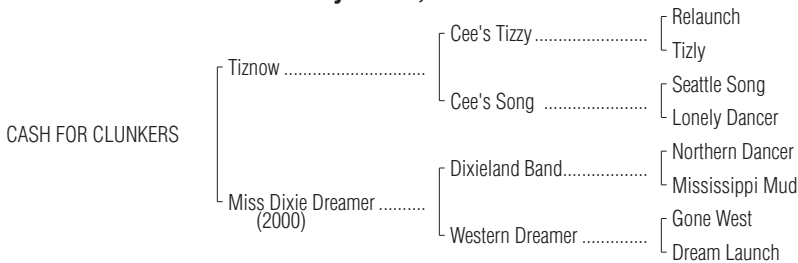 Relaunch
Cee's Tizzy
Tizly
Tiznow
Seattle Song
Cee's Song
Lonely Dancer
CASH FOR CLUNKERS
Northern Dancer
Dixieland Band
Mississippi Mud
Miss Dixie Dreamer
(2000)
Gone West
Western Dreamer
Dream Launch